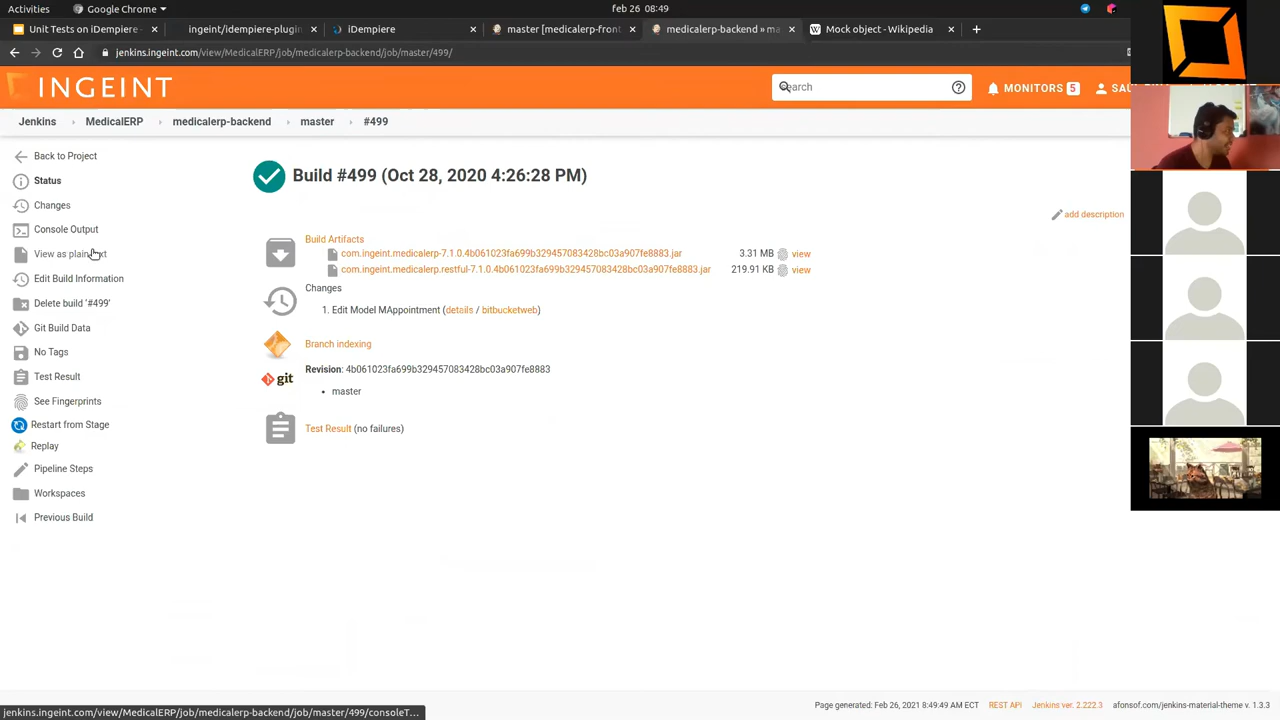 Activities
Google Chrome
feb 26 08:49
Unit Tests on iDempiere -
ingeint/idempiere-plugin
iDempiere
master [medicalerp-front
medicalerp-backend » ma
Mock object - Wikipedia
jenkins.ingeint.com/view/MedicalERP/job/medicalerp-backend/job/master/499/
INGEINT
Search
MONITORS 5
Jenkins
MedicalERP
medicalerp-backend
master
#499
Back to Project
Status
Changes
Console Output
View as plain text
Edit Build Information
Delete build '#499'
Git Build Data
No Tags
Test Result
See Fingerprints
Restart from Stage
Replay
Pipeline Steps
Workspaces
Previous Build
Build #499 (Oct 28, 2020 4:26:28 PM)
add description
Build Artifacts
com.ingeint.medicalerp-7.1.0.4b061023fa699b329457083428bc03a907fe8883.jar 3.31 MB view
com.ingeint.medicalerp.restful-7.1.0.4b061023fa699b329457083428bc03a907fe8883.jar 219.91 KB view
Changes
1. Edit Model MAppointment (details / bitbucketweb)
Branch indexing
git
Revision: 4b061023fa699b329457083428bc03a907fe8883
• master
Test Result (no failures)
jenkins.ingeint.com/view/MedicalERP/job/medicalerp-backend/job/master/499/consoleT...
Page generated: Feb 26, 2021 8:49:49 AM ECT
REST API
Jenkins ver. 2.222.3
afonsof.com/jenkins-material-theme v. 1.3.3